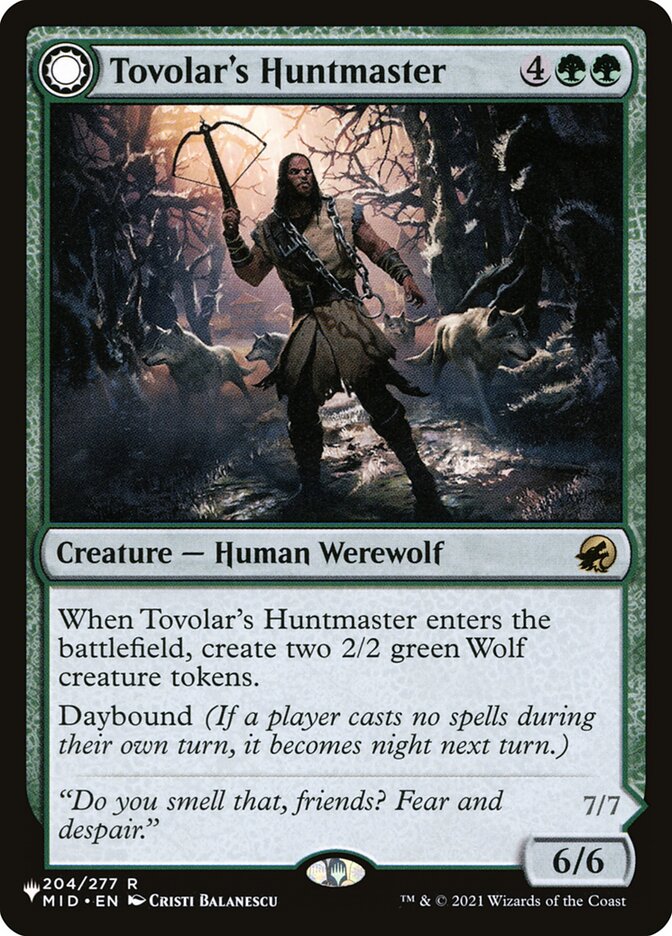 Tovolar's Huntmaster 4
Creature — Human Werewolf
When Tovolar's Huntmaster enters the
battlefield, create two 2/2 green Wolf
creature tokens.
Daybound (If a player casts no spells during
their own turn, it becomes night next turn.)
“Do you smell that, friends? Fear and
despair.”
7/7
6/6
204/277 R
MID • EN Cristi Balanescu
™ & © 2021 Wizards of the Coast